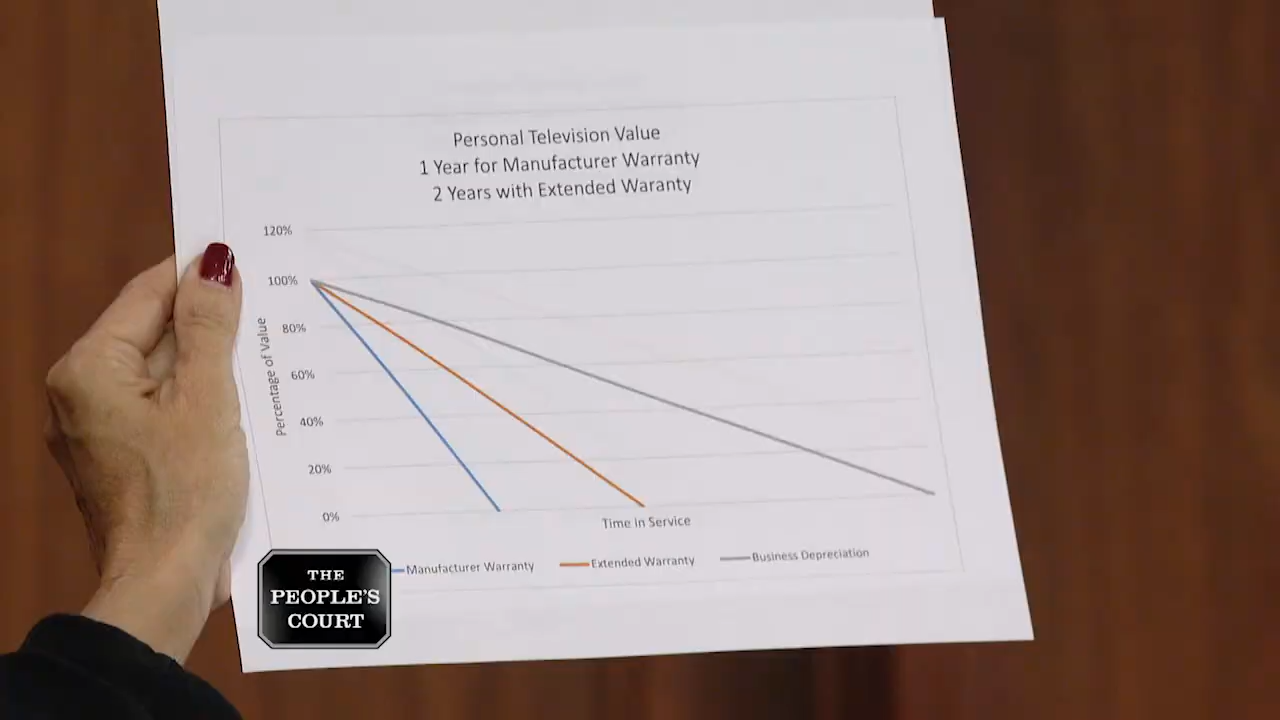 Personal Television Value
1 Year for Manufacturer Warranty
2 Years with Extended Waranty
120%
100%
80%
60%
40%
20%
0%
Percentage of Value
Time In Service
Manufacturer Warranty
Extended Warranty
Business Depreciation
THE
PEOPLE'S
COURT